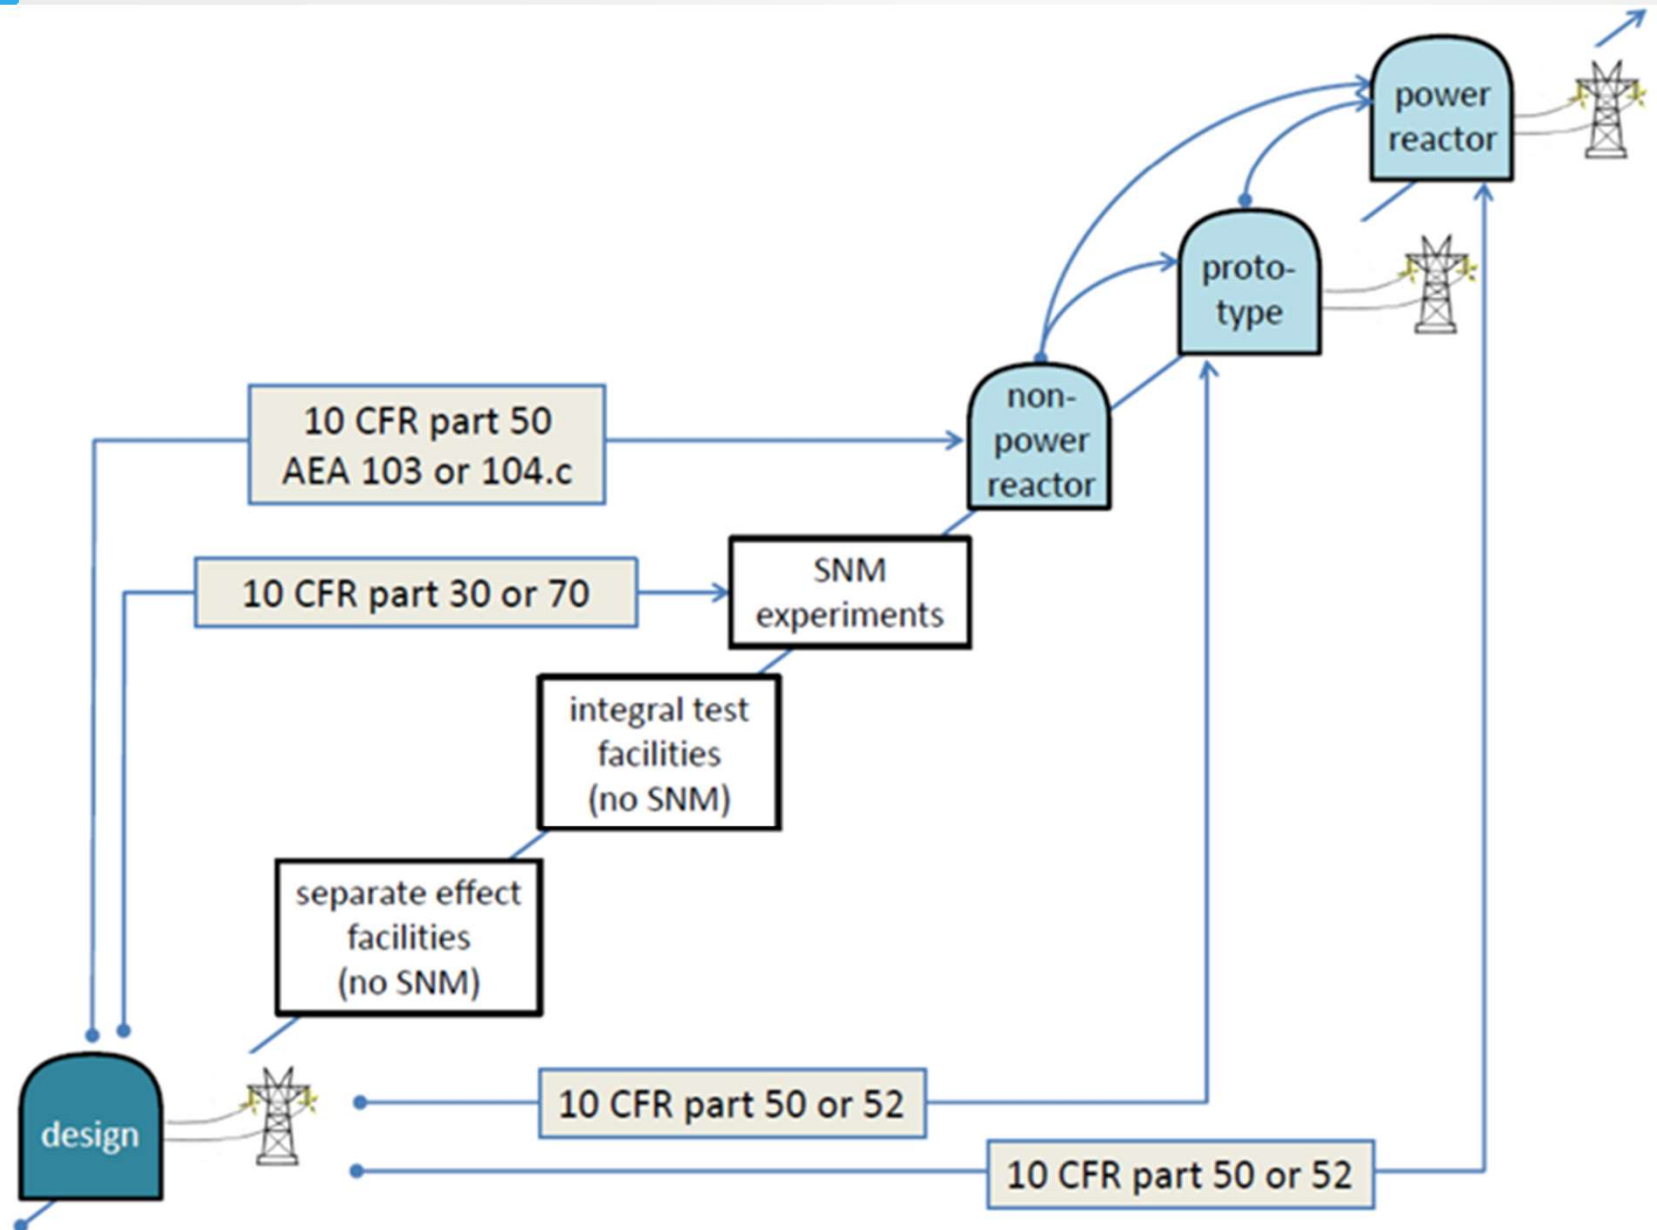 power
reactor
proto-
type
non-
power
reactor
10 CFR part 50
AEA 103 or 104.c
SNM
experiments
10 CFR part 30 or 70
integral test
facilities
(no SNM)
separate effect
facilities
(no SNM)
design
10 CFR part 50 or 52
10 CFR part 50 or 52